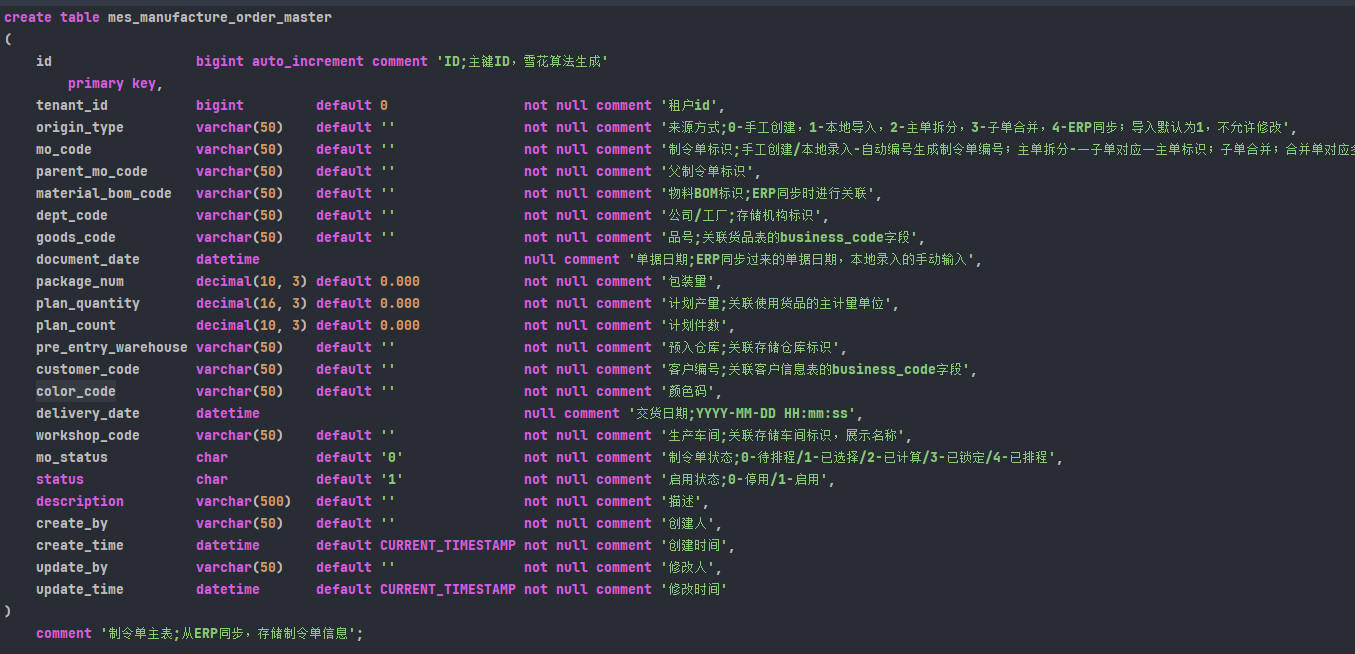 create table mes_manufacture_order_master
(
id bigint auto_increment comment 'ID;主键ID，雪花算法生成'
primary key,
tenant_id bigint default 0 not null comment '租户id',
origin_type varchar(50) default '' not null comment '来源方式;0-手工创建，1-本地导入，2-主单拆分，3-子单合并，4-ERP同步；导入默认为1，不允许修改',
mo_code varchar(50) default '' not null comment '制令单标识;手工创建/本地录入-自动编号生成制令单编号；主单拆分-一子单对应一主单标识；子单合并；合并单对应
parent_mo_code varchar(50) default '' not null comment '父制令单标识',
material_bom_code varchar(50) default '' not null comment '物料BOM标识;ERP同步时进行关联',
dept_code varchar(50) default '' not null comment '公司/工厂;存储机构标识',
goods_code varchar(50) default '' not null comment '品号;关联货品表的business_code字段',
document_date datetime null comment '单据日期;ERP同步过来的单据日期，本地录入的手动输入',
package_num decimal(10, 3) default 0.000 not null comment '包装量',
plan_quantity decimal(16, 3) default 0.000 not null comment '计划产量;关联使用货品的主计量单位',
plan_count decimal(10, 3) default 0.000 not null comment '计划件数',
pre_entry_warehouse varchar(50) default '' not null comment '预入仓库;关联存储仓库标识',
customer_code varchar(50) default '' not null comment '客户编号;关联客户信息表的business_code字段',
color_code varchar(50) default '' not null comment '颜色码',
delivery_date datetime null comment '交货日期;YYYY-MM-DD HH:mm:ss',
workshop_code varchar(50) default '' not null comment '生产车间;关联存储车间标识，展示名称',
mo_status char default '0' not null comment '制令单状态;0-待排程/1-已选择/2-已计算/3-已锁定/4-已排程',
status char default '1' not null comment '启用状态;0-停用/1-启用',
description varchar(500) default '' not null comment '描述',
create_by varchar(50) default '' not null comment '创建人',
create_time datetime default CURRENT_TIMESTAMP not null comment '创建时间',
update_by varchar(50) default '' not null comment '修改人',
update_time datetime default CURRENT_TIMESTAMP not null comment '修改时间'
)
comment '制令单主表;从ERP同步，存储制令单信息';